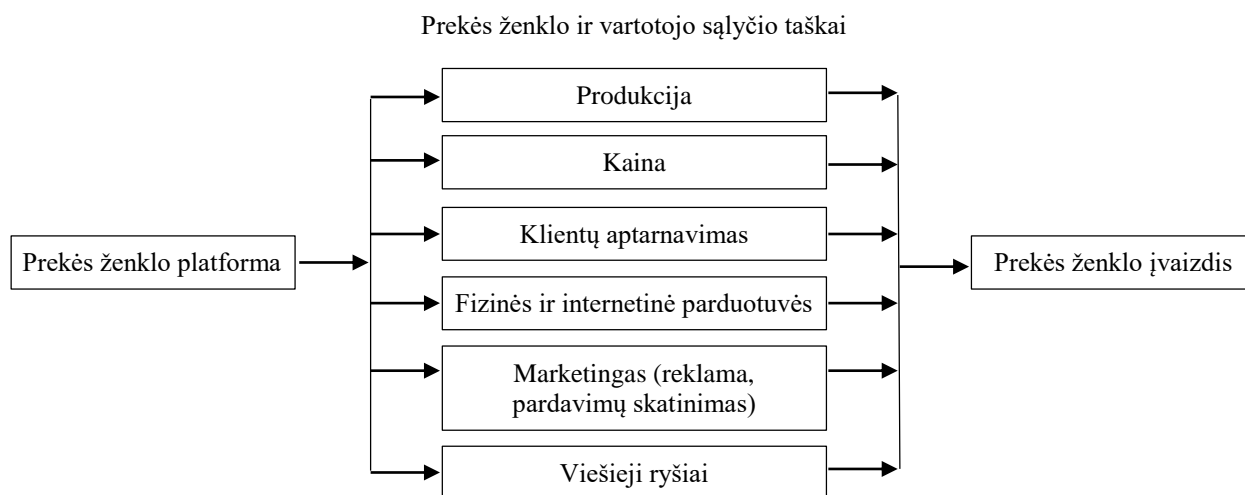 Prekės ženklo ir vartotojo sąlyčio taškai
Produkcija
Kaina
Klientų aptarnavimas
Prekės ženklo platforma
Prekės ženklo įvaizdis
Fizinės ir internetinė parduotuvės
Marketingas (reklama,
pardavimų skatinimas)
Viešieji ryšiai